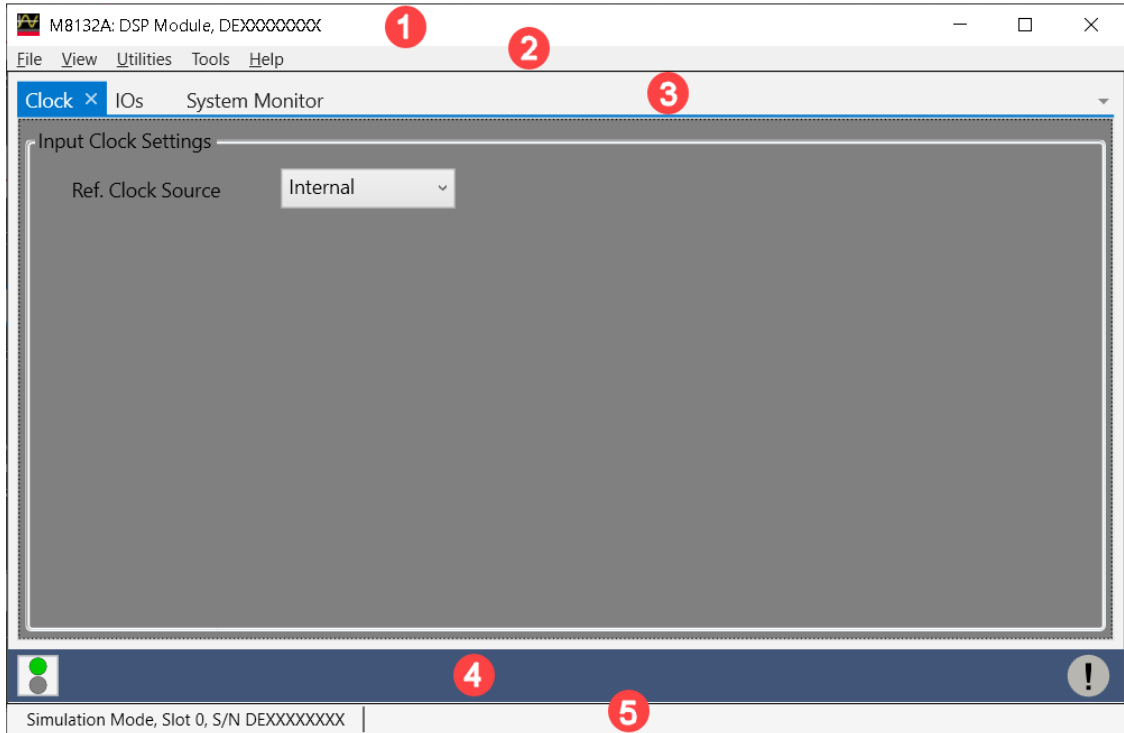 M8132A: DSP Module, DEXXXXXXXX
1
File View Utilities Tools Help
2
Clock × IOs System Monitor
3
Input Clock Settings
Ref. Clock Source Internal
4
!
Simulation Mode, Slot 0, S/N DEXXXXXXXX
5